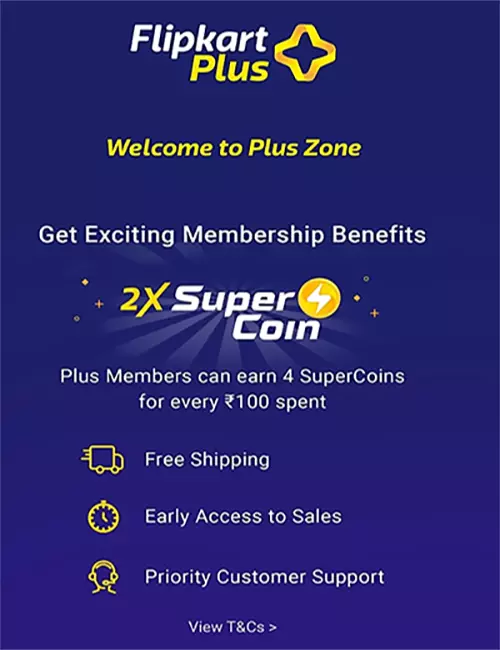 Flipkart
Plus
Welcome to Plus Zone
Get Exciting Membership Benefits
2X Super
Coin
Plus Members can earn 4 SuperCoins
for every ₹100 spent
Free Shipping
Early Access to Sales
Priority Customer Support
View T&Cs >